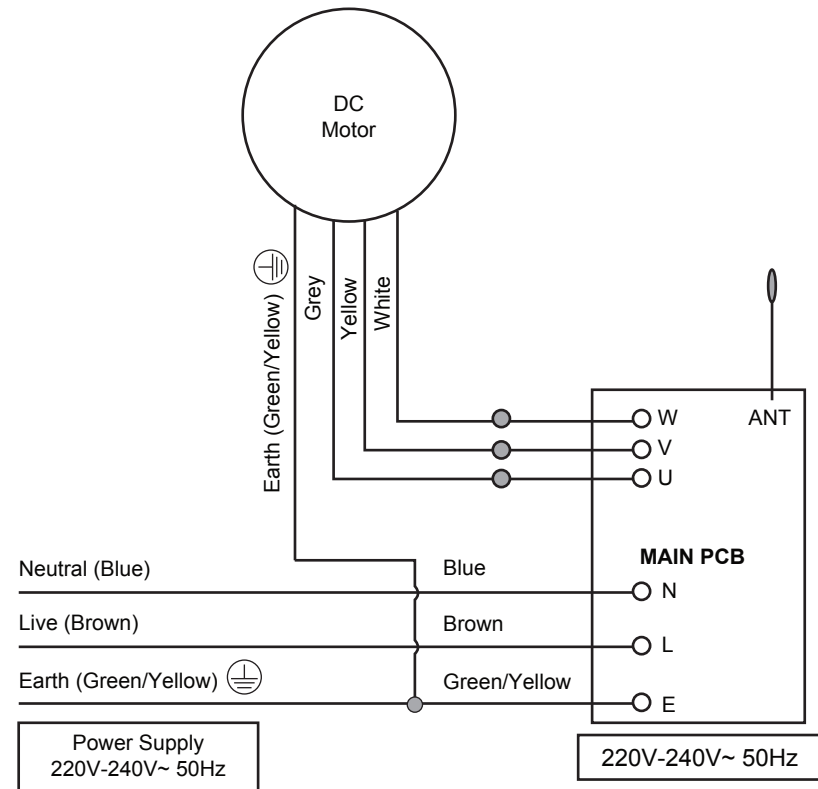 DC
Motor
Earth (Green/Yellow)
Grey
Yellow
White
W
ANT
V
U
MAIN PCB
Neutral (Blue)
Blue
N
Live (Brown)
Brown
L
Earth (Green/Yellow)
Green/Yellow
E
Power Supply
220V-240V~ 50Hz
220V-240V~ 50Hz